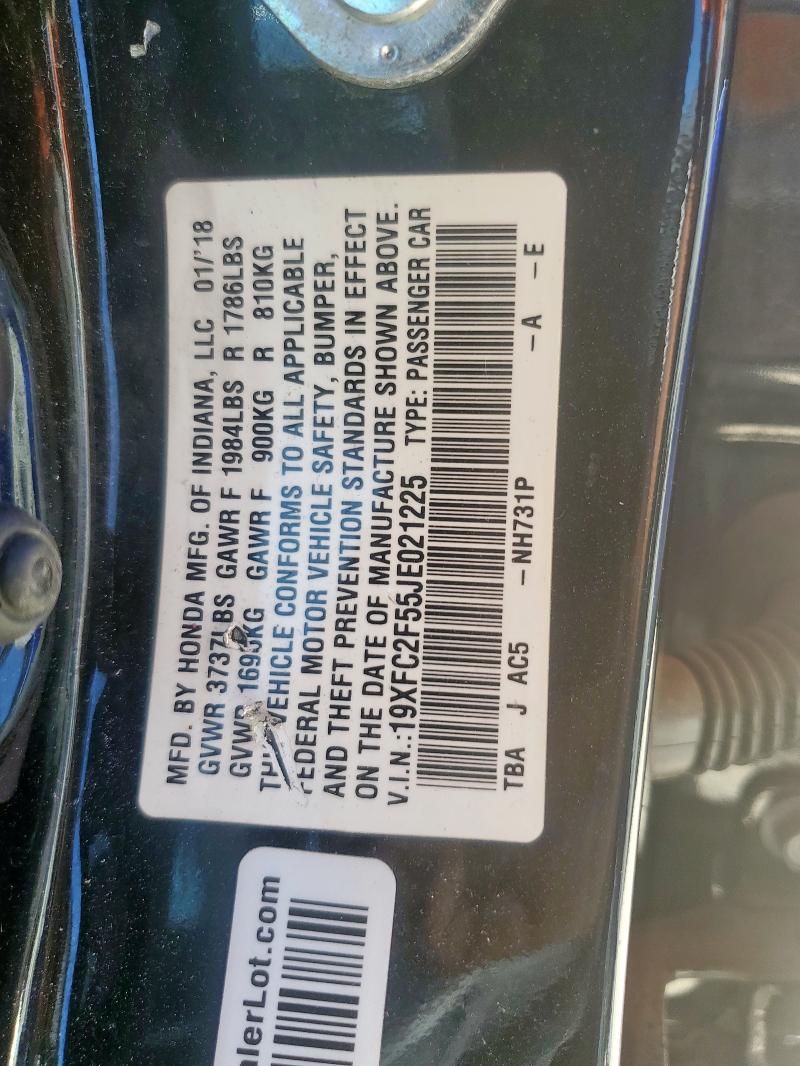 MFD. BY HONDA MFG. OF INDIANA, LLC 01/'18
GVWR 3737LBS GAWR F 1984LBS R 1786LBS
GVWR 1695KG GAWR F 900KG R 810KG
VEHICLE CONFORMS TO ALL APPLICABLE
FEDERAL MOTOR VEHICLE SAFETY, BUMPER,
AND THEFT PREVENTION STANDARDS IN EFFECT
ON THE DATE OF MANUFACTURE SHOWN ABOVE.
V.I.N.:19XFC2F55JE021225 TYPE: PASSENGER CAR
TBA J AC5 -NH731P -A -E
alerLot.com